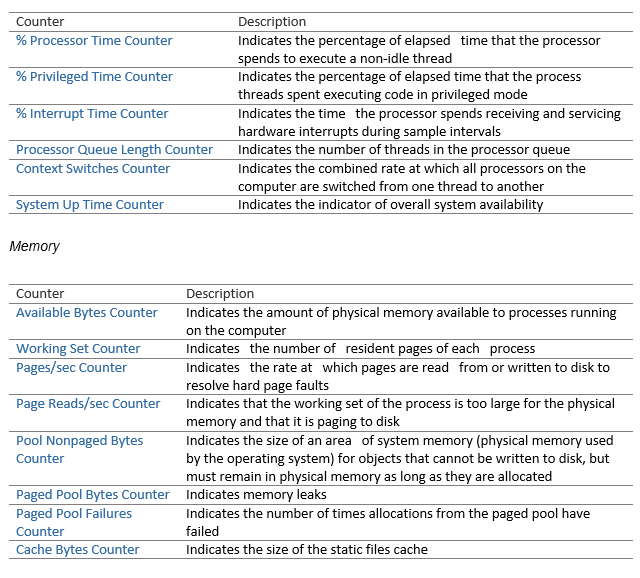 Counter Description
% Processor Time Counter Indicates the percentage of elapsed time that the processor
spends to execute a non-idle thread
% Privileged Time Counter Indicates the percentage of elapsed time that the process
threads spent executing code in privileged mode
% Interrupt Time Counter Indicates the time the processor spends receiving and servicing
hardware interrupts during sample intervals
Processor Queue Length Counter Indicates the number of threads in the processor queue
Context Switches Counter Indicates the combined rate at which all processors on the
computer are switched from one thread to another
System Up Time Counter Indicates the indicator of overall system availability
Memory
Counter Description
Available Bytes Counter Indicates the amount of physical memory available to processes running
on the computer
Working Set Counter Indicates the number of resident pages of each process
Pages/sec Counter Indicates the rate at which pages are read from or written to disk to
resolve hard page faults
Page Reads/sec Counter Indicates that the working set of the process is too large for the physical
memory and that it is paging to disk
Pool Nonpaged Bytes Indicates the size of an area of system memory (physical memory used
Counter by the operating system) for objects that cannot be written to disk, but
must remain in physical memory as long as they are allocated
Paged Pool Bytes Counter Indicates memory leaks
Paged Pool Failures Indicates the number of times allocations from the paged pool have
Counter failed
Cache Bytes Counter Indicates the size of the static files cache